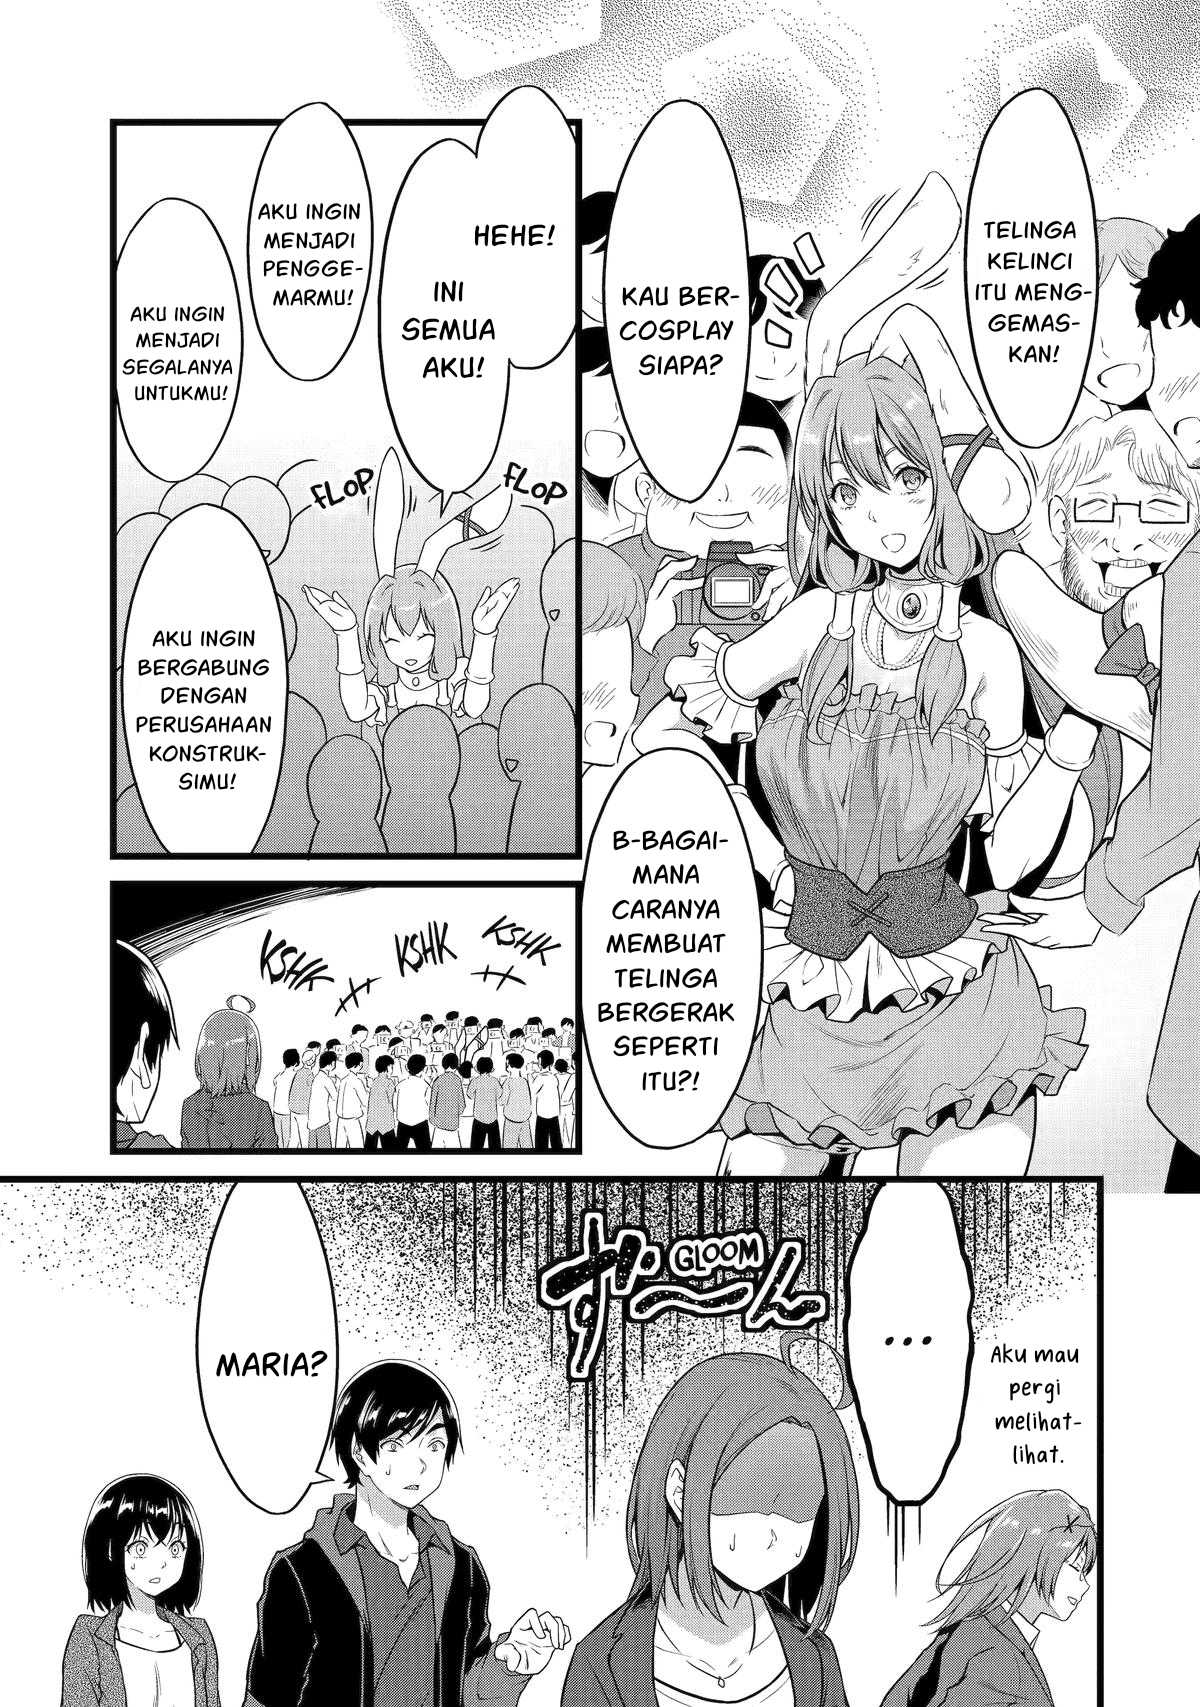 TELINGA
KELINCI
ITU MENG-
GEMAS-
KAN!
KAU BER-
COSPLAY
SIAPA?
B-BAGAI-
MANA
CARANYA
MEMBUAT
TELINGA
BERGERAK
SEPERTI
ITU?!
HEHE!
INI
SEMUA
AKU!
FLOP
FLOP
AKU INGIN
MENJADI
PENGGE-
MARMU!
AKU INGIN
MENJADI
SEGALANYA
UNTUKMU!
AKU INGIN
BERGABUNG
DENGAN
PERUSAHAAN
KONSTRUK-
SIMU!
KSHK
KSHK
KSHK
Aku mau
pergi
melihat-
lihat.
...
GLOOM
ず〜ん
MARIA?